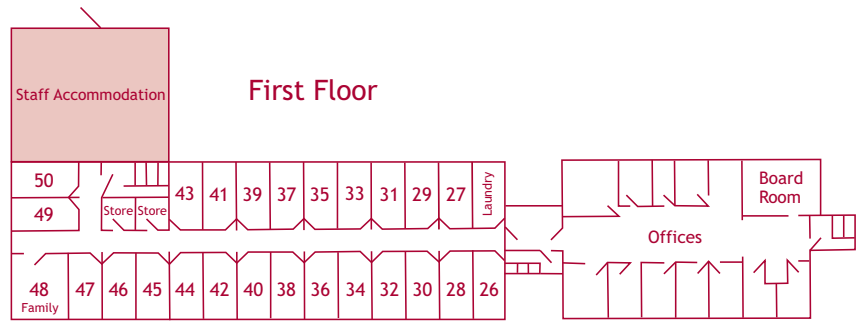 First Floor
Staff Accommodation
50
49
Store
Store
43
41
39
37
35
33
31
29
27
Laundry
Board
Room
Offices
48
Family
47
46
45
44
42
40
38
36
34
32
30
28
26